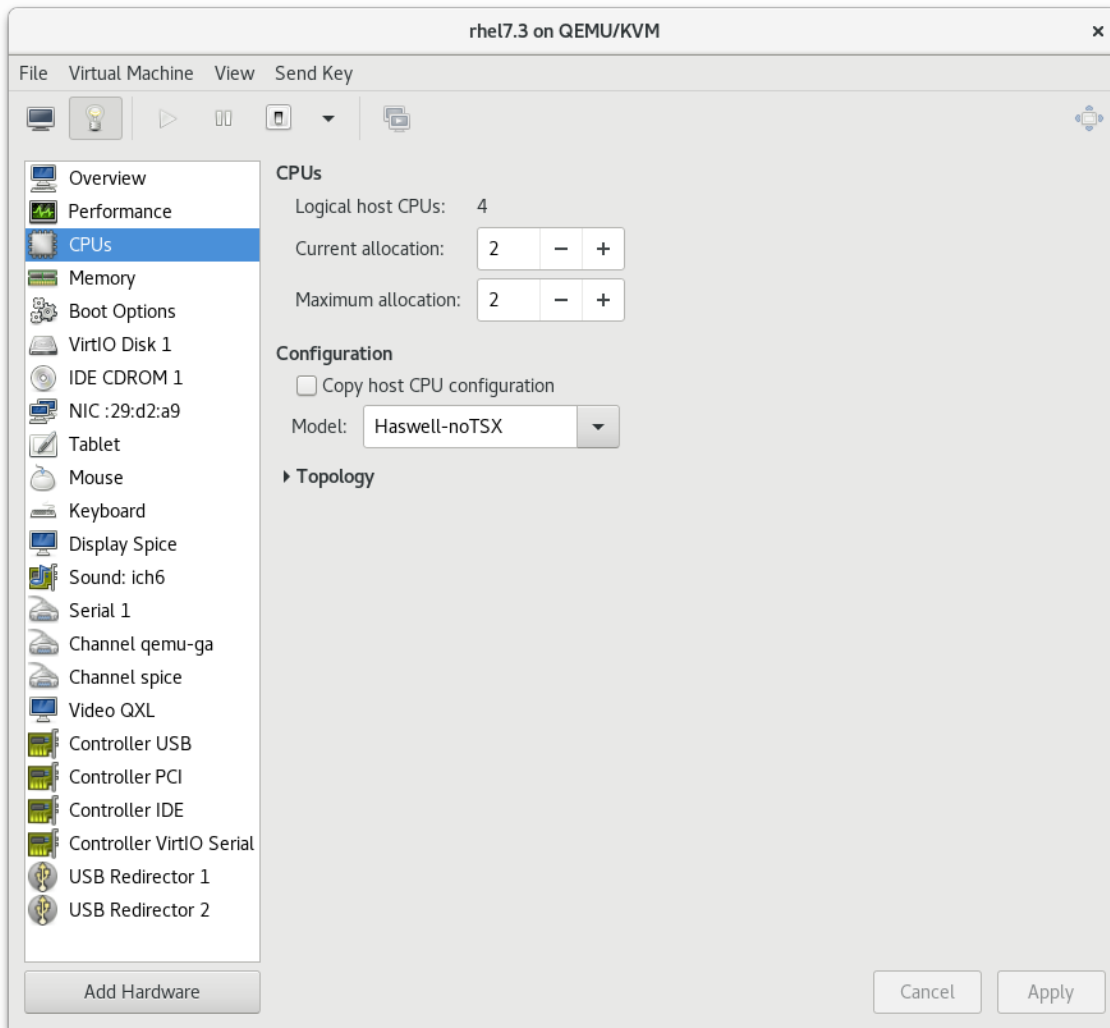 rhel7.3 on QEMU/KVM
File Virtual Machine View Send Key
Overview
Performance
CPUs
Memory
Boot Options
VirtIO Disk 1
IDE CDROM 1
NIC :29:d2:a9
Tablet
Mouse
Keyboard
Display Spice
Sound: ich6
Serial 1
Channel qemu-ga
Channel spice
Video QXL
Controller USB
Controller PCI
Controller IDE
Controller VirtIO Serial
USB Redirector 1
USB Redirector 2
Add Hardware
CPUs
Logical host CPUs: 4
Current allocation: 2
Maximum allocation: 2
Configuration
Copy host CPU configuration
Model: Haswell-noTSX
Topology
Cancel Apply